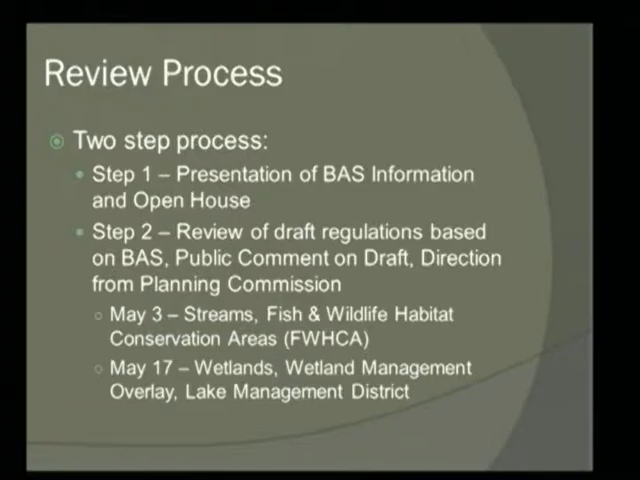 Review Process
Two step process:
Step 1 – Presentation of BAS Information
and Open House
Step 2 – Review of draft regulations based
on BAS, Public Comment on Draft, Direction
from Planning Commission
May 3 – Streams, Fish & Wildlife Habitat
Conservation Areas (FWHCA)
May 17 – Wetlands, Wetland Management
Overlay, Lake Management District